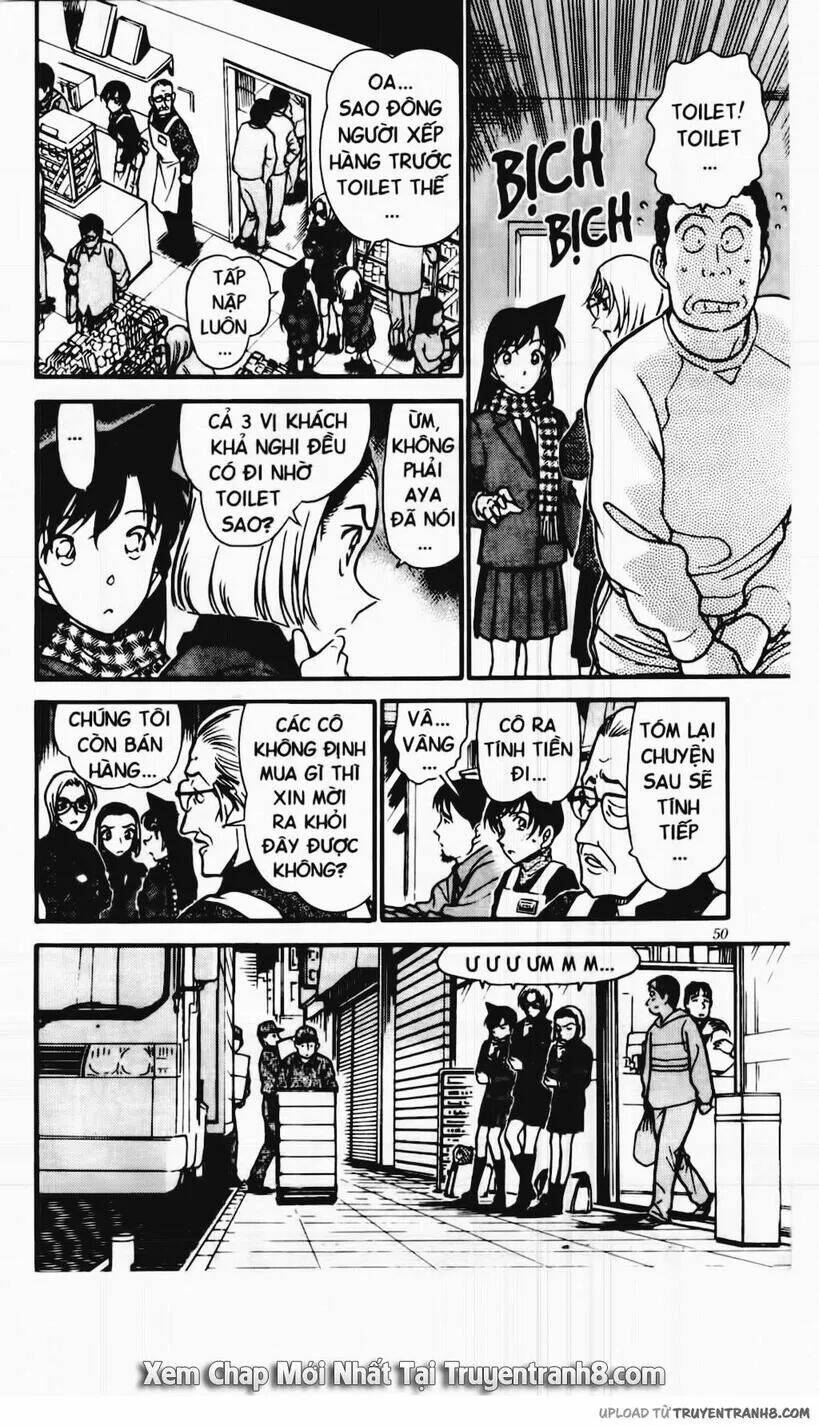 TOILET!
TOILET
...
BỊCH
BỊCH
OA...
SAO ĐÔNG
NGƯỜI XẾP
HÀNG TRƯỚC
TOILET THẾ
...
TẤP
NẬP
LUÔN
...
ỪM,
KHÔNG
PHẢI
AYA
ĐÃ NÓI
...
CẢ 3 VỊ KHÁCH
KHẢ NGHI ĐỀU
CÓ ĐI NHỜ
TOILET
SAO?
...
TÓM LẠI
CHUYỆN
SAU SẼ
TÍNH
TIẾP
...
CÔ RA
TÍNH TIỀN
ĐI...
VÂ...
VÂNG
...
CÁC CÔ
KHÔNG ĐỊNH
MUA GÌ THÌ
XIN MỜI
RA KHỎI
ĐÂY ĐƯỢC
KHÔNG?
CHÚNG TÔI
CÒN BÁN
HÀNG...
50
Ư Ư Ư ƯM M M...
Xem Chap Mới Nhất Tại Truyentranh8.com
UPLOAD TỪ TRUYENTRANH8.COM